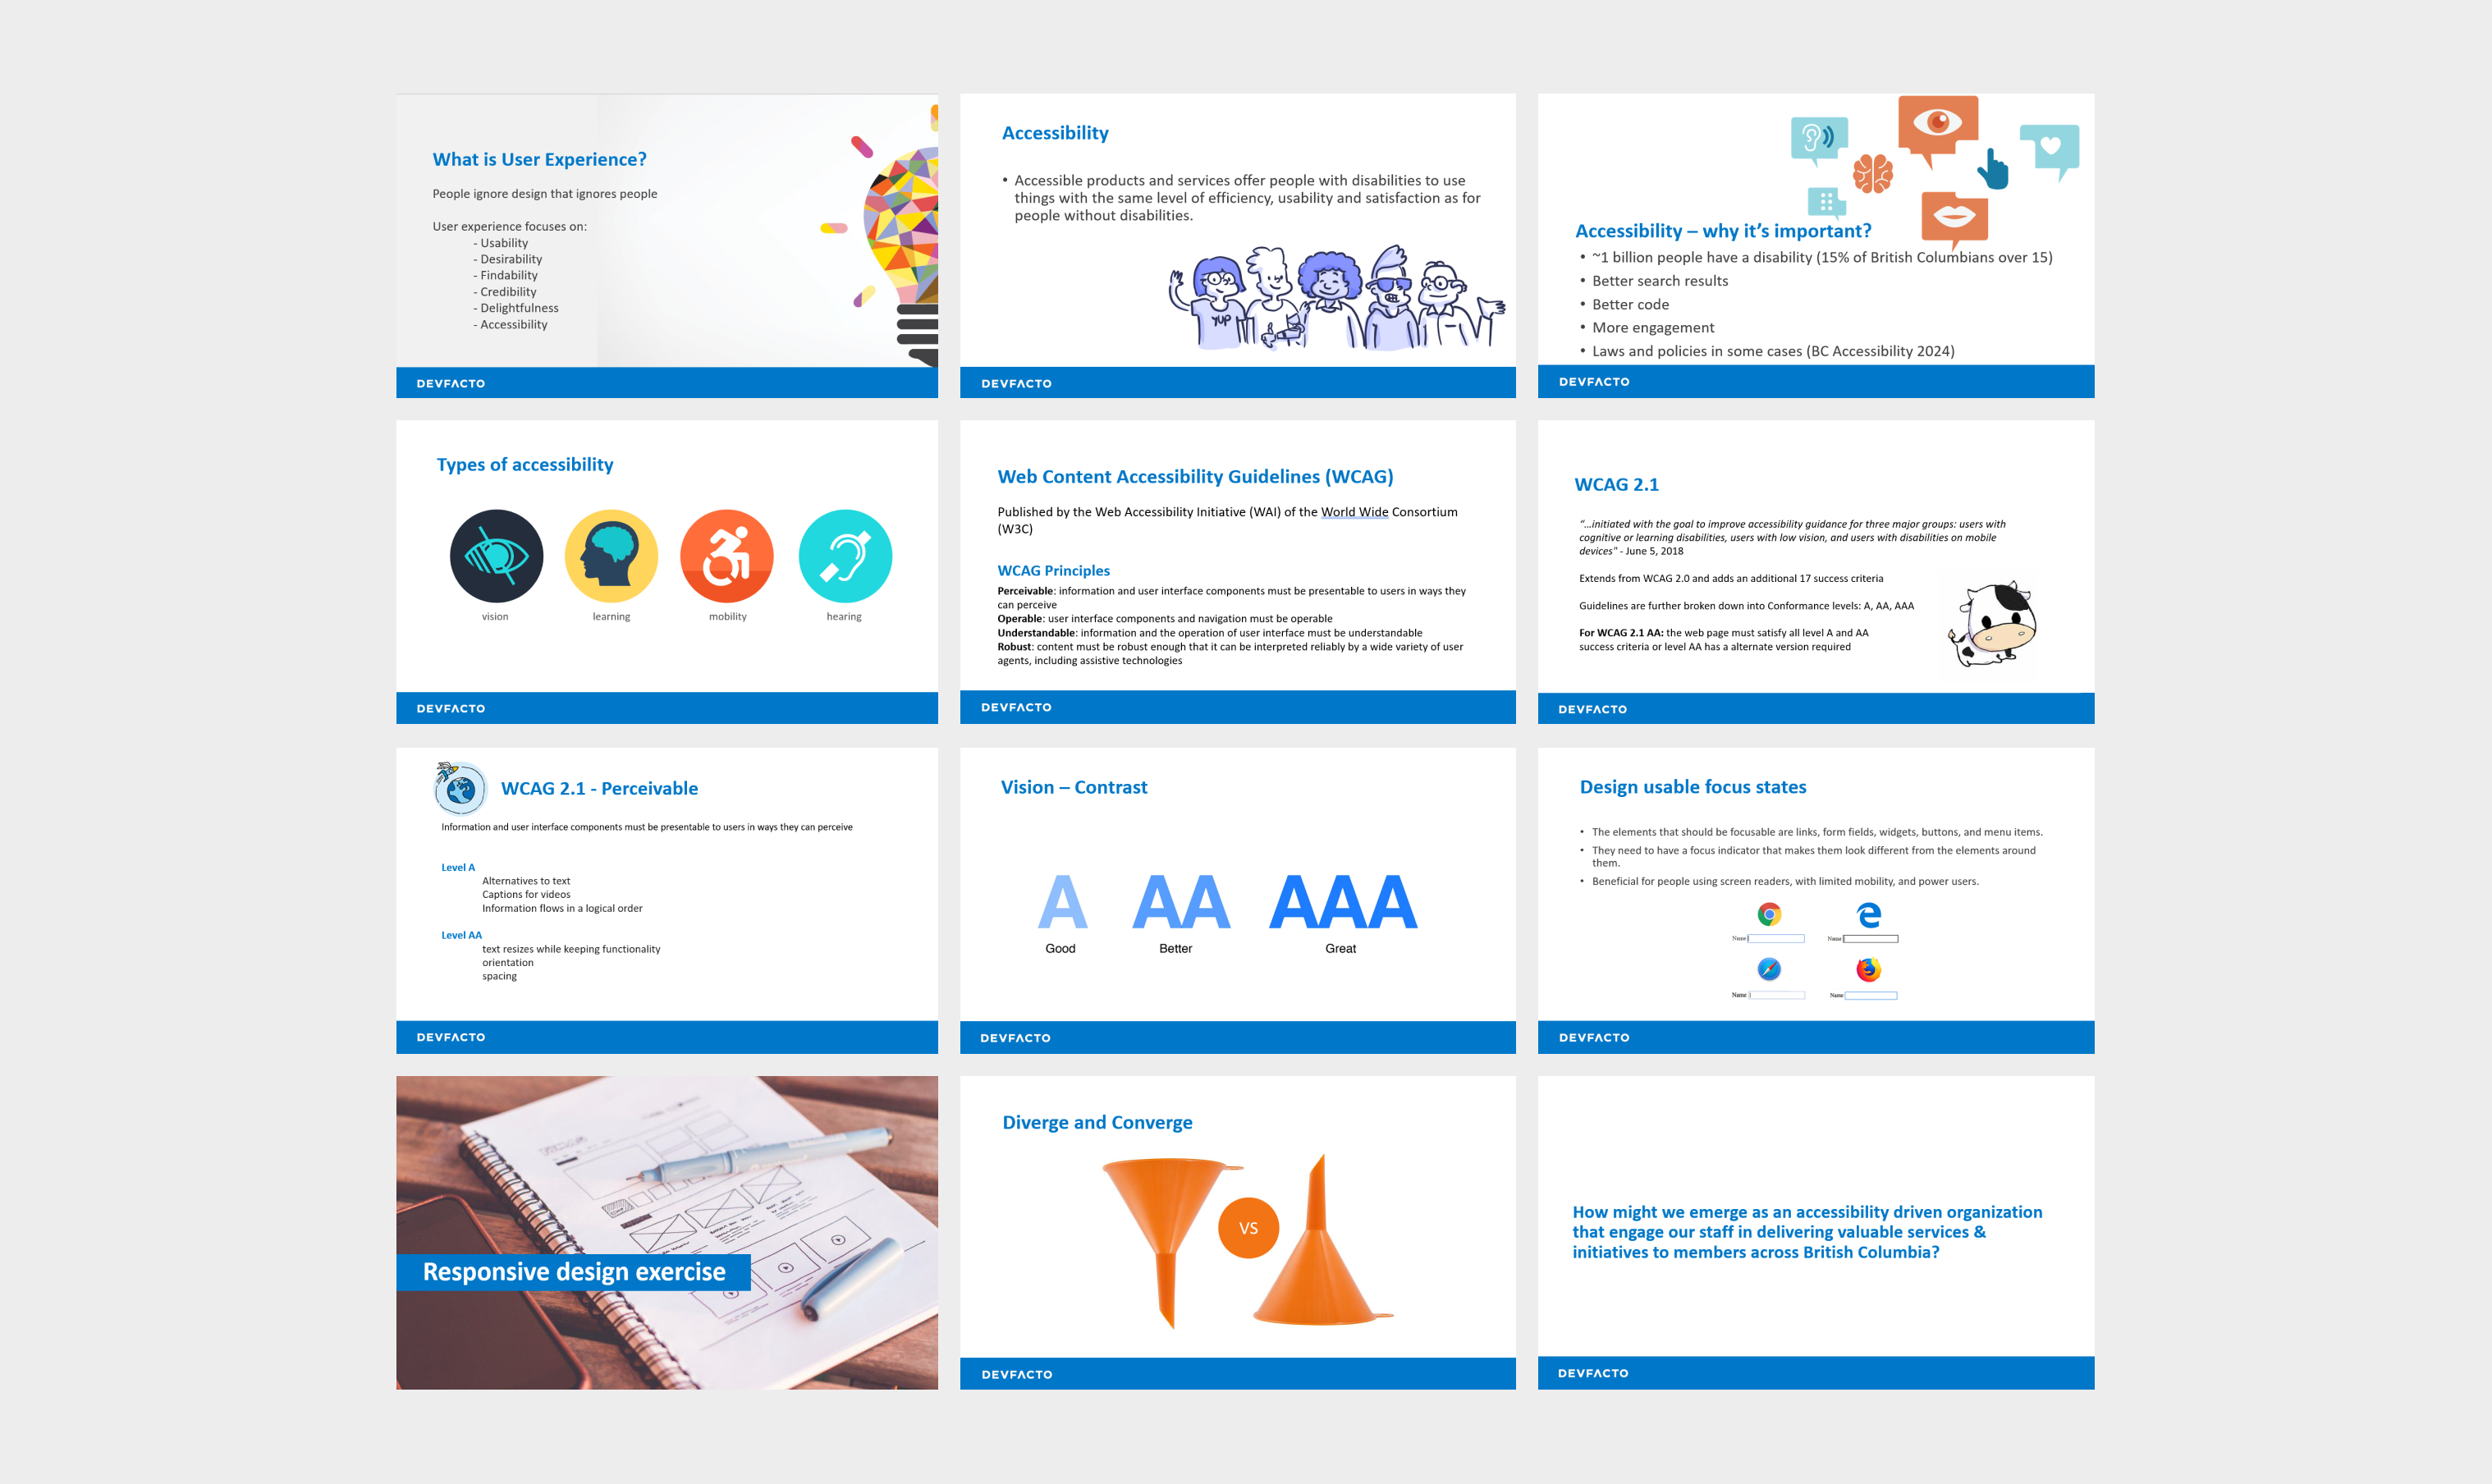 What is User Experience?
People ignore design that ignores people
User experience focuses on:
- Usability
- Desirability
- Findability
- Credibility
- Delightfulness
- Accessibility
DEVFACTO
Accessibility
• Accessible products and services offer people with disabilities to use
things with the same level of efficiency, usability and satisfaction as for
people without disabilities.
YUP
DEVFACTO
Accessibility – why it's important?
• ~1 billion people have a disability (15% of British Columbians over 15)
• Better search results
• Better code
• More engagement
• Laws and policies in some cases (BC Accessibility 2024)
DEVFACTO
Types of accessibility
vision
learning
mobility
hearing
DEVFACTO
Web Content Accessibility Guidelines (WCAG)
Published by the Web Accessibility Initiative (WAI) of the World Wide Consortium
(W3C)
WCAG Principles
Perceivable: information and user interface components must be presentable to users in ways they
can perceive
Operable: user interface components and navigation must be operable
Understandable: information and the operation of user interface must be understandable
Robust: content must be robust enough that it can be interpreted reliably by a wide variety of user
agents, including assistive technologies
DEVFACTO
WCAG 2.1
"...initiated with the goal to improve accessibility guidance for three major groups: users with
cognitive or learning disabilities, users with low vision, and users with disabilities on mobile
devices" - June 5, 2018
Extends from WCAG 2.0 and adds an additional 17 success criteria
Guidelines are further broken down into Conformance levels: A, AA, AAA
For WCAG 2.1 AA: the web page must satisfy all level A and AA
success criteria or level AA has a alternate version required
DEVFACTO
WCAG 2.1 - Perceivable
Information and user interface components must be presentable to users in ways they can perceive
Level A
Alternatives to text
Captions for videos
Information flows in a logical order
Level AA
text resizes while keeping functionality
orientation
spacing
DEVFACTO
Vision – Contrast
A
AA
AAA
Good
Better
Great
DEVFACTO
Design usable focus states
• The elements that should be focusable are links, form fields, widgets, buttons, and menu items.
• They need to have a focus indicator that makes them look different from the elements around
them.
• Beneficial for people using screen readers, with limited mobility, and power users.
Name
Name
Name
Name
DEVFACTO
Responsive design exercise
Diverge and Converge
VS
DEVFACTO
How might we emerge as an accessibility driven organization
that engage our staff in delivering valuable services &
initiatives to members across British Columbia?
DEVFACTO